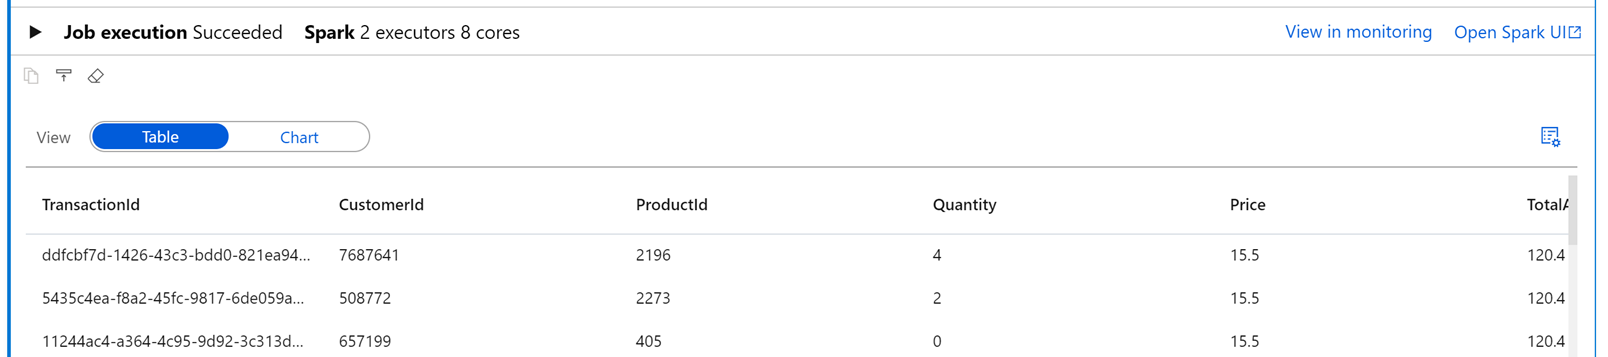 Job execution Succeeded Spark 2 executors 8 cores View in monitoring Open Spark UI
View Table Chart
TransactionId CustomerId ProductId Quantity Price TotalA
ddfcbf7d-1426-43c3-bdd0-821ea94... 7687641 2196 4 15.5 120.4
5435c4ea-f8a2-45fc-9817-6de059a... 508772 2273 2 15.5 120.4
11244ac4-a364-4c95-9d92-3c313d... 657199 405 0 15.5 120.4